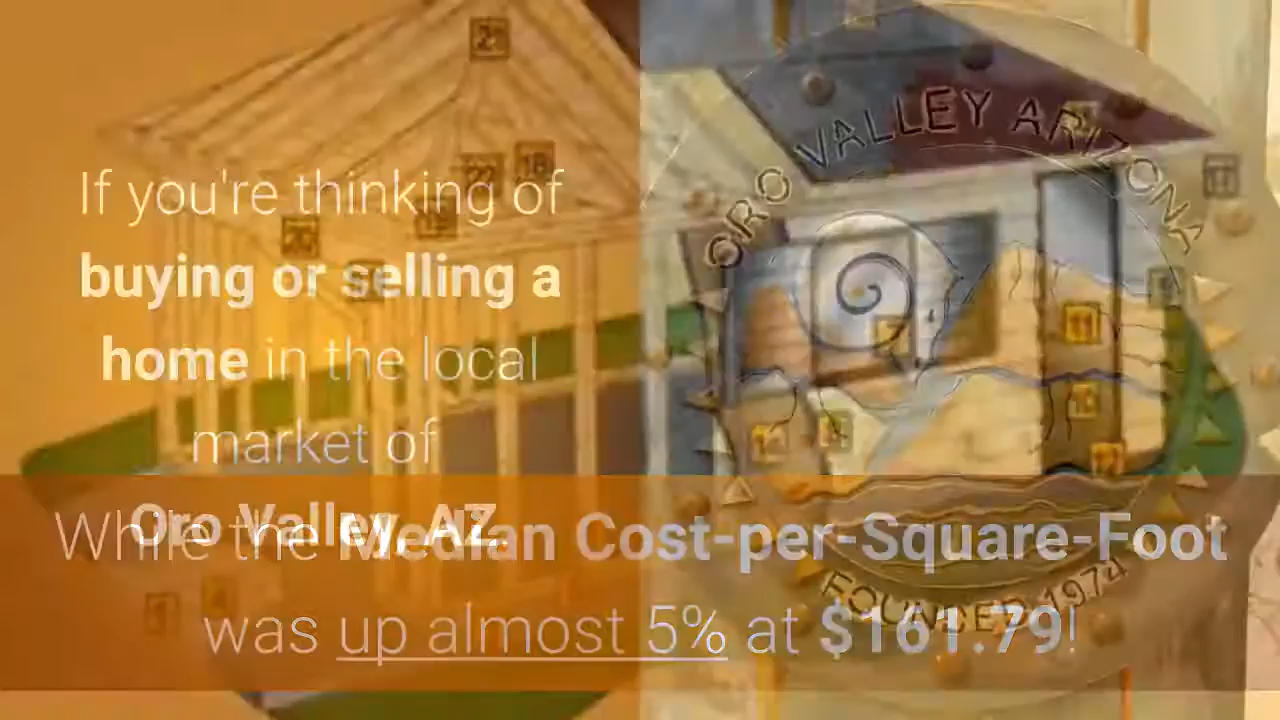 ORO VALLEY ARIZONA
If you're thinking of
buying or selling a
home in the local
market of
Oro Valley, AZ.
While the Median Cost-per-Square-Foot
was up almost 5% at $161.79!
FOUNDED 1974